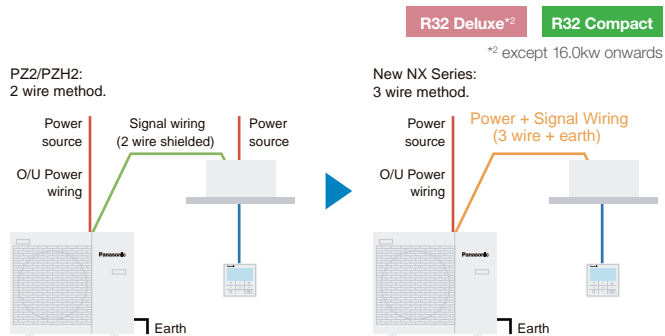 R32 Deluxe*2
R32 Compact
*2 except 16.0kw onwards
PZ2/PZH2:
2 wire method.
Power
source
Signal wiring
(2 wire shielded)
Power
source
O/U Power
wiring
Panasonic
Earth
New NX Series:
3 wire method.
Power
source
Power + Signal Wiring
(3 wire + earth)
O/U Power
wiring
Panasonic
Earth